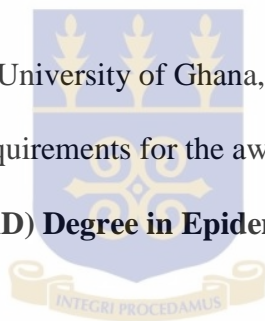 University of Ghana,
quirements for the aw
D) Degree in Epider
INTEGRI PROCEDAMUS